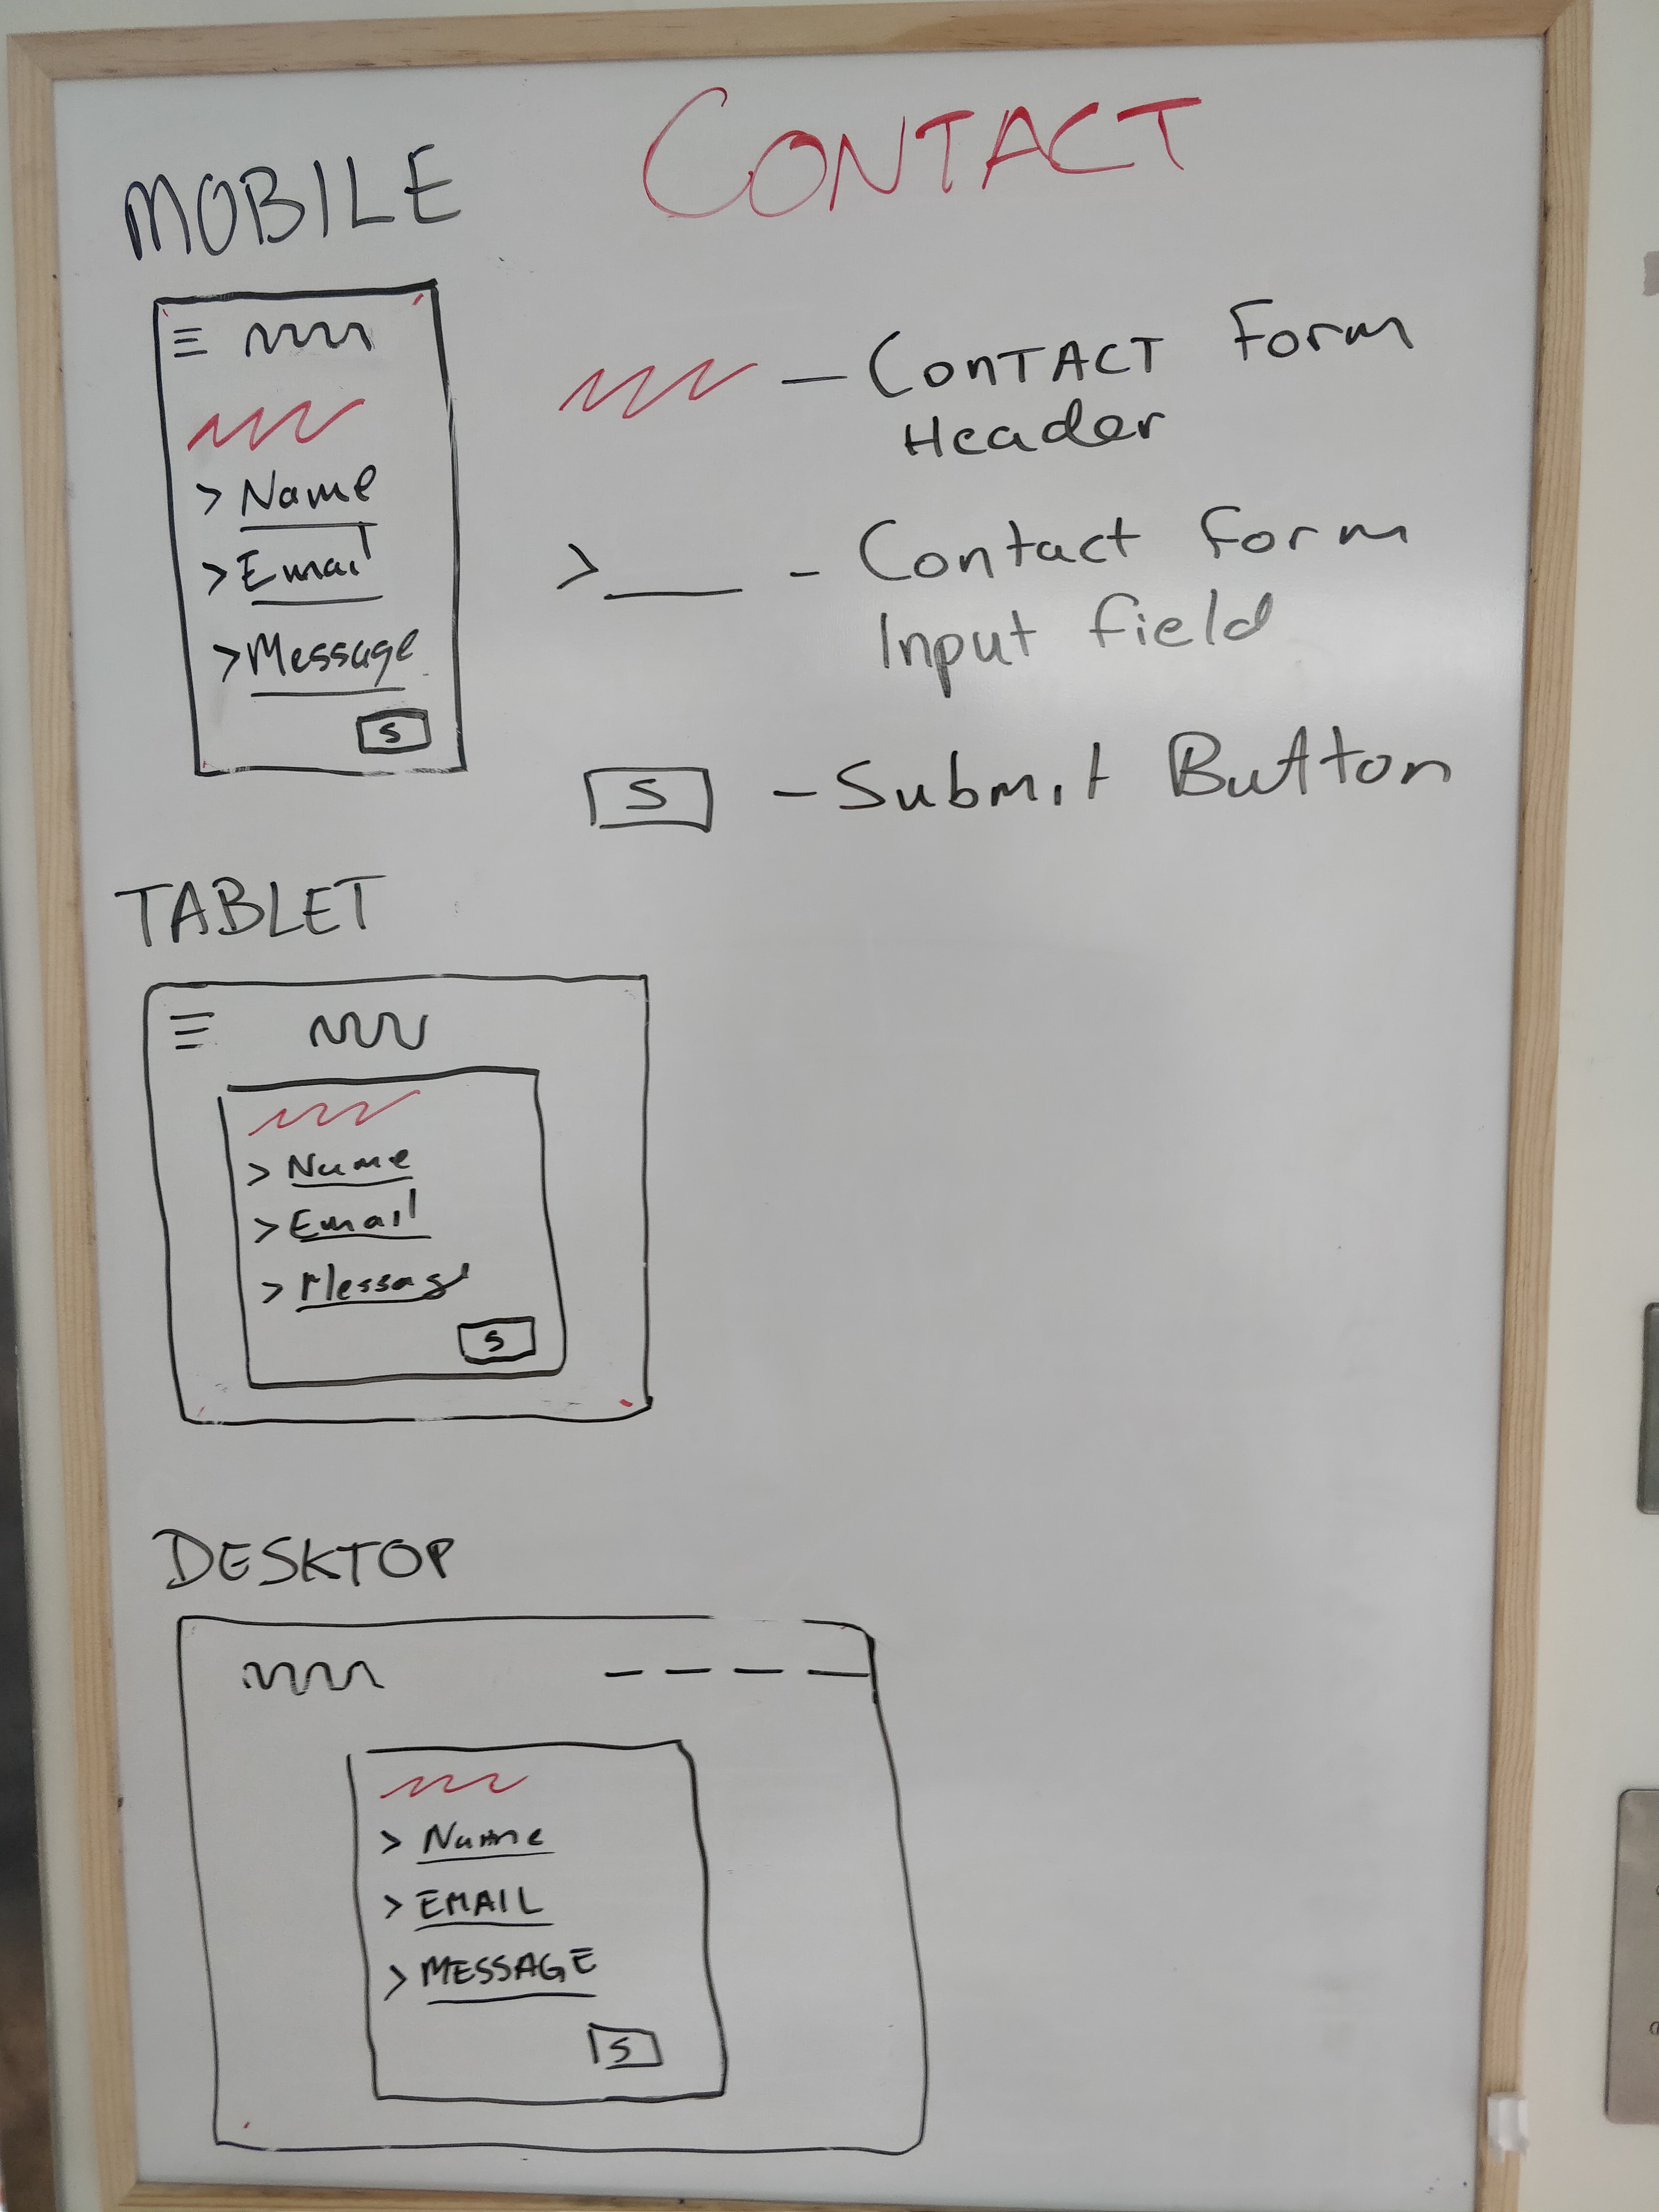 CONTACT
MOBILE
Name
Email
Message
S
— Contact Form
Header
>___ - Contact Form
Input field
S - Submit Button
TABLET
> Name
> Email
> Messag
S
DESKTOP
> Name
> EMAIL
> MESSAGE
S